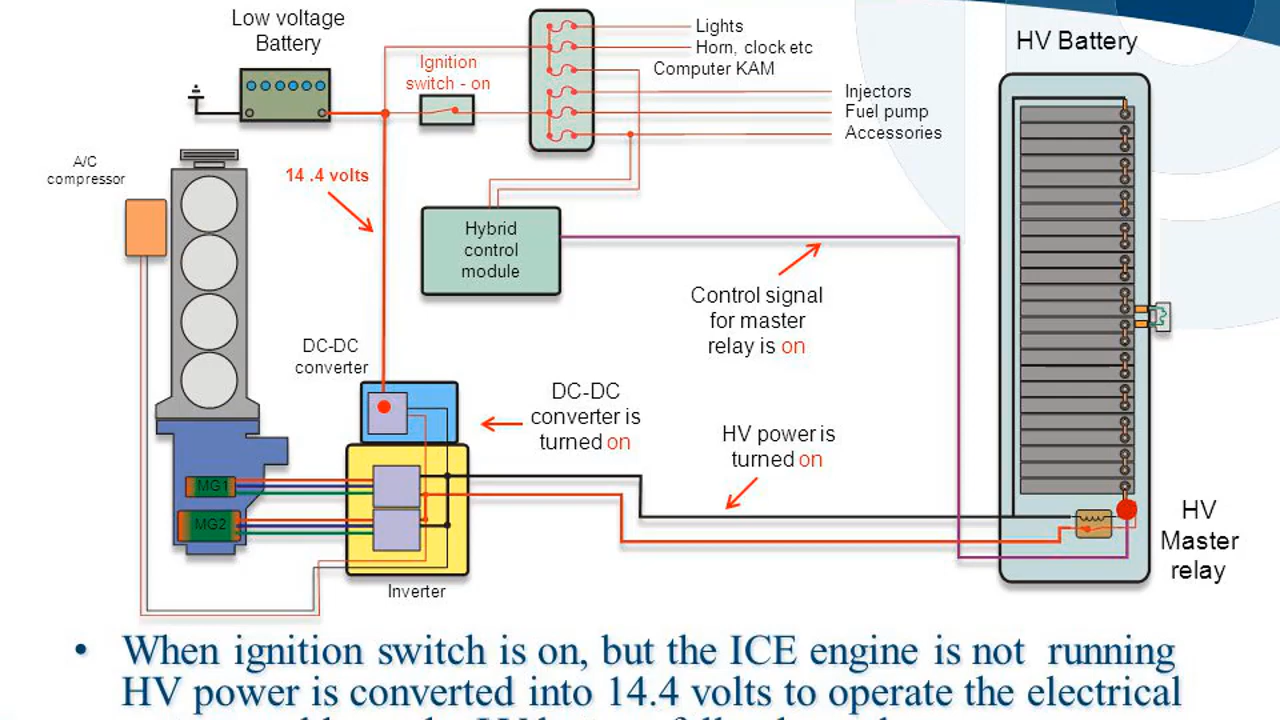 Low voltage
Battery
Lights
Horn, clock etc
Computer KAM
Ignition
switch - on
Injectors
Fuel pump
Accessories
HV Battery
A/C
compressor
14 .4 volts
Hybrid
control
module
Control signal
for master
relay is on
DC-DC
converter
DC-DC
converter is
turned on
HV power is
turned on
MG1
MG2
HV
Master
relay
Inverter
• When ignition switch is on, but the ICE engine is not running
HV power is converted into 14.4 volts to operate the electrical